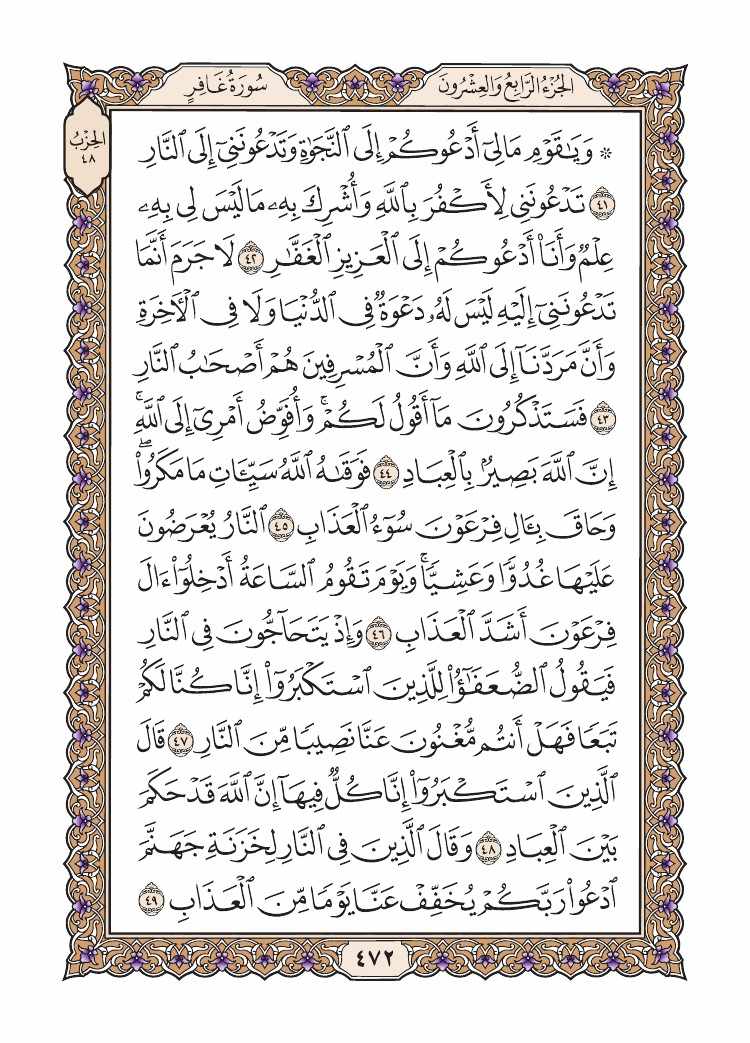 الجُزْءُ الرَّابِعُ وَالعِشْرُونَ
سُورَةُ غَافِرٍ
الحِزْبُ
٤٨
۞ وَيَٰقَوْمِ مَا لِيٓ أَدْعُوكُمْ إِلَى ٱلنَّجَوٰةِ وَتَدْعُونَنِيٓ إِلَى ٱلنَّارِ
٤١ تَدْعُونَنِي لِأَكْفُرَ بِٱللَّهِ وَأُشْرِكَ بِهِۦ مَا لَيْسَ لِي بِهِۦ
عِلْمٞ وَأَنَا۠ أَدْعُوكُمْ إِلَى ٱلْعَزِيزِ ٱلْغَفَّٰرِ ٤٢ لَا جَرَمَ أَنَّمَا
تَدْعُونَنِيٓ إِلَيْهِ لَيْسَ لَهُۥ دَعْوَةٞ فِي ٱلدُّنْيَا وَلَا فِي ٱلْأٓخِرَةِ
وَأَنَّ مَرَدَّنَآ إِلَى ٱللَّهِ وَأَنَّ ٱلْمُسْرِفِينَ هُمْ أَصْحَٰبُ ٱلنَّارِ
٤٣ فَسَتَذْكُرُونَ مَآ أَقُولُ لَكُمْۚ وَأُفَوِّضُ أَمْرِيٓ إِلَى ٱللَّهِۚ
إِنَّ ٱللَّهَ بَصِيرُۢ بِٱلْعِبَادِ ٤٤ فَوَقَىٰهُ ٱللَّهُ سَيِّـَٔاتِ مَا مَكَرُواْۖ
وَحَاقَ بِـَٔالِ فِرْعَوْنَ سُوٓءُ ٱلْعَذَابِ ٤٥ ٱلنَّارُ يُعْرَضُونَ
عَلَيْهَا غُدُوّٗا وَعَشِيّٗاۚ وَيَوْمَ تَقُومُ ٱلسَّاعَةُ أَدْخِلُوٓاْ ءَالَ
فِرْعَوْنَ أَشَدَّ ٱلْعَذَابِ ٤٦ وَإِذْ يَتَحَآجُّونَ فِي ٱلنَّارِ
فَيَقُولُ ٱلضُّعَفَٰٓؤُاْ لِلَّذِينَ ٱسْتَكْبَرُوٓاْ إِنَّا كُنَّا لَكُمْ
تَبَعٗا فَهَلْ أَنتُم مُّغْنُونَ عَنَّا نَصِيبٗا مِّنَ ٱلنَّارِ ٤٧ قَالَ
ٱلَّذِينَ ٱسْتَكْبَرُوٓاْ إِنَّا كُلّٞ فِيهَآ إِنَّ ٱللَّهَ قَدْ حَكَمَ
بَيْنَ ٱلْعِبَادِ ٤٨ وَقَالَ ٱلَّذِينَ فِي ٱلنَّارِ لِخَزَنَةِ جَهَنَّمَ
ٱدْعُواْ رَبَّكُمْ يُخَفِّفْ عَنَّا يَوْمٗا مِّنَ ٱلْعَذَابِ ٤٩
٤٧٢